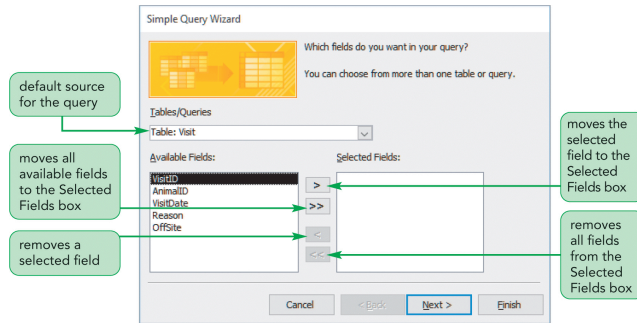 Simple Query Wizard
Which fields do you want in your query?
You can choose from more than one table or query.
default source
for the query
Tables/Queries
Table: Visit
moves all
available fields
to the Selected
Fields box
Available Fields:
Selected Fields:
VisitID
AnimalID
VisitDate
Reason
OffSite
>
>>
<
<<
moves the
selected
field to the
Selected
Fields box
removes a
selected field
removes
all fields
from the
Selected
Fields box
Cancel
< Back
Next >
Finish